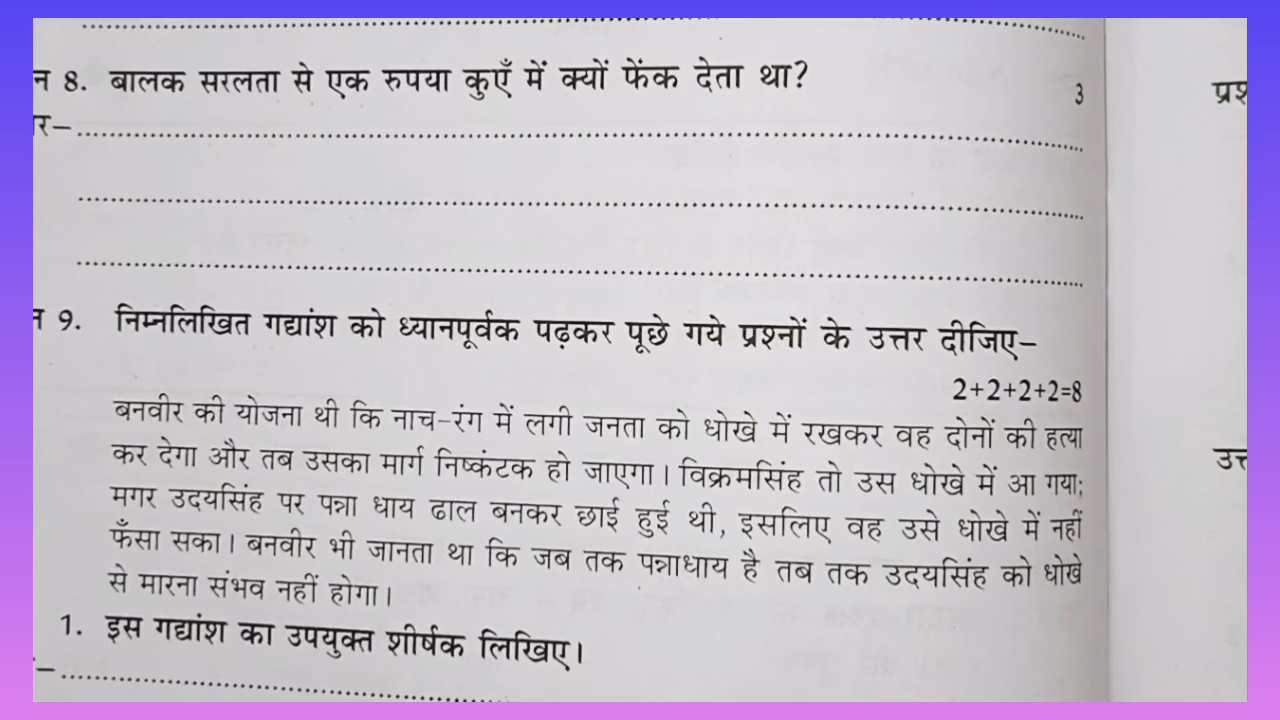 न 8. बालक सरलता से एक रुपया कुएँ में क्यों फेंक देता था?
3
प्रश
र–
न 9. निम्नलिखित गद्यांश को ध्यानपूर्वक पढ़कर पूछे गये प्रश्नों के उत्तर दीजिए–
2+2+2+2=8
बनवीर की योजना थी कि नाच-रंग में लगी जनता को धोखे में रखकर वह दोनों की हत्या
कर देगा और तब उसका मार्ग निष्कंटक हो जाएगा। विक्रमसिंह तो उस धोखे में आ गया;
उत्त
मगर उदयसिंह पर पन्ना धाय ढाल बनकर छाई हुई थी, इसलिए वह उसे धोखे में नहीं
फँसा सका। बनवीर भी जानता था कि जब तक पन्नाधाय है तब तक उदयसिंह को धोखे
से मारना संभव नहीं होगा।
1. इस गद्यांश का उपयुक्त शीर्षक लिखिए।